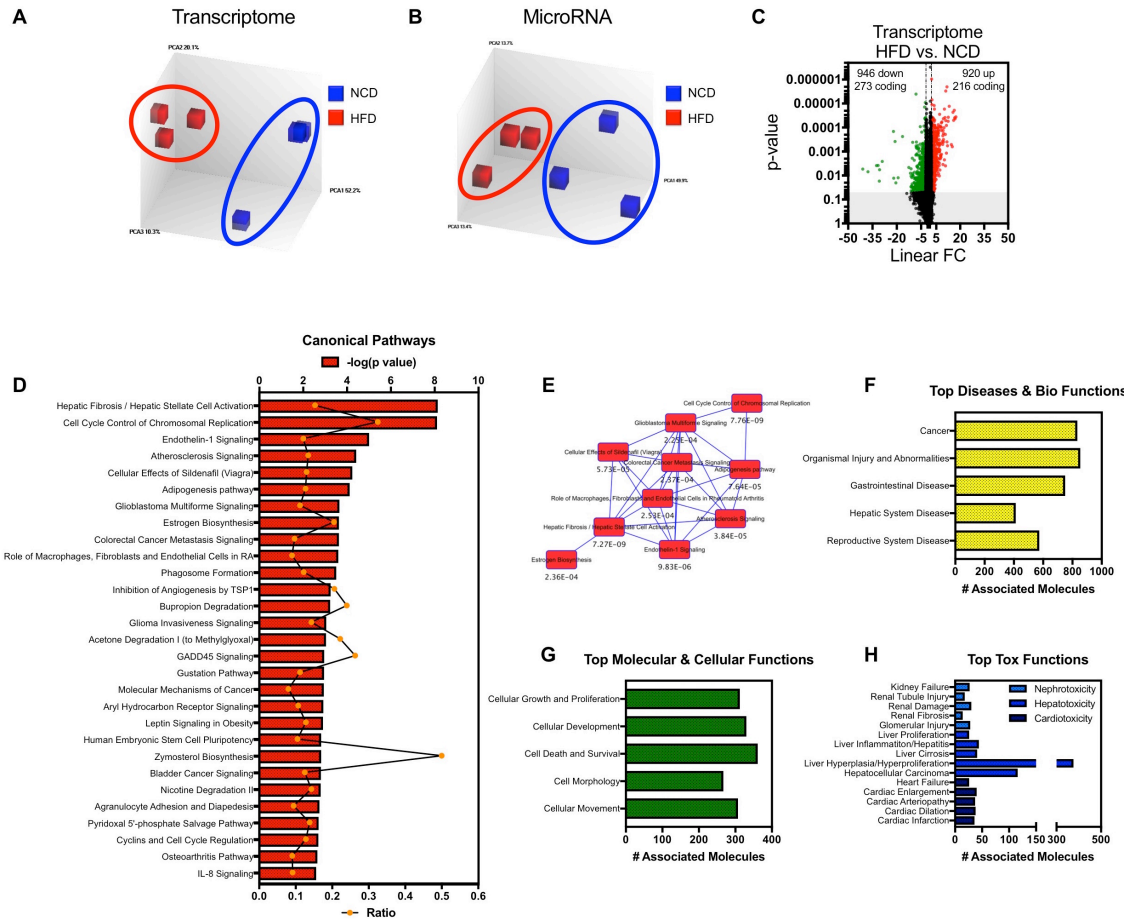 A
Transcriptome
PCA2 20.1%
NCD
HFD
PCA1 52.2%
PCA3 10.3%
B
MicroRNA
PCA2 13.7%
NCD
HFD
PCA1 49.9%
PCA3 13.4%
C
Transcriptome
HFD vs. NCD
946 down
273 coding
920 up
216 coding
p-value
0.000001
0.00001
0.0001
0.001
0.01
0.1
1
-50 -35 -20 -5 5 20 35 50
Linear FC
D
Canonical Pathways
-log(p value)
0 2 4 6 8 10
Hepatic Fibrosis / Hepatic Stellate Cell Activation
Cell Cycle Control of Chromosomal Replication
Endothelin-1 Signaling
Atherosclerosis Signaling
Cellular Effects of Sildenafil (Viagra)
Adipogenesis pathway
Glioblastoma Multiforme Signaling
Estrogen Biosynthesis
Colorectal Cancer Metastasis Signaling
Role of Macrophages, Fibroblasts and Endothelial Cells in RA
Phagosome Formation
Inhibition of Angiogenesis by TSP1
Bupropion Degradation
Glioma Invasiveness Signaling
Acetone Degradation I (to Methylglyoxal)
GADD45 Signaling
Gustation Pathway
Molecular Mechanisms of Cancer
Aryl Hydrocarbon Receptor Signaling
Leptin Signaling in Obesity
Human Embryonic Stem Cell Pluripotency
Zymosterol Biosynthesis
Bladder Cancer Signaling
Nicotine Degradation II
Agranulocyte Adhesion and Diapedesis
Pyridoxal 5'-phosphate Salvage Pathway
Cyclins and Cell Cycle Regulation
Osteoarthritis Pathway
IL-8 Signaling
0.0 0.1 0.2 0.3 0.4 0.5 0.6
Ratio
E
Cell Cycle Control of Chromosomal Replication
7.76E-09
Glioblastoma Multiforme Signaling
2.25E-04
Cellular Effects of Sildenafil (Viagra)
5.73E-05
Colorectal Cancer Metastasis Signaling
2.37E-04
Adipogenesis pathway
7.64E-05
Role of Macrophages, Fibroblasts and Endothelial Cells in Rheumatoid Arthritis
2.53E-04
Atherosclerosis Signaling
3.84E-05
Hepatic Fibrosis / Hepatic Stellate Cell Activation
7.27E-09
Endothelin-1 Signaling
9.83E-06
Estrogen Biosynthesis
2.36E-04
F
Top Diseases & Bio Functions
Cancer
Organismal Injury and Abnormalities
Gastrointestinal Disease
Hepatic System Disease
Reproductive System Disease
0 200 400 600 800 1000
# Associated Molecules
G
Top Molecular & Cellular Functions
Cellular Growth and Proliferation
Cellular Development
Cell Death and Survival
Cell Morphology
Cellular Movement
0 100 200 300 400
# Associated Molecules
H
Top Tox Functions
Kidney Failure
Renal Tubule Injury
Renal Damage
Renal Fibrosis
Glomerular Injury
Liver Proliferation
Liver Inflammatiton/Hepatitis
Liver Cirrosis
Liver Hyperplasia/Hyperproliferation
Hepatocellular Carcinoma
Heart Failure
Cardiac Enlargement
Cardiac Arteriopathy
Cardiac Dilation
Cardiac Infarction
Nephrotoxicity
Hepatotoxicity
Cardiotoxicity
0 50 100 150 300 500
# Associated Molecules